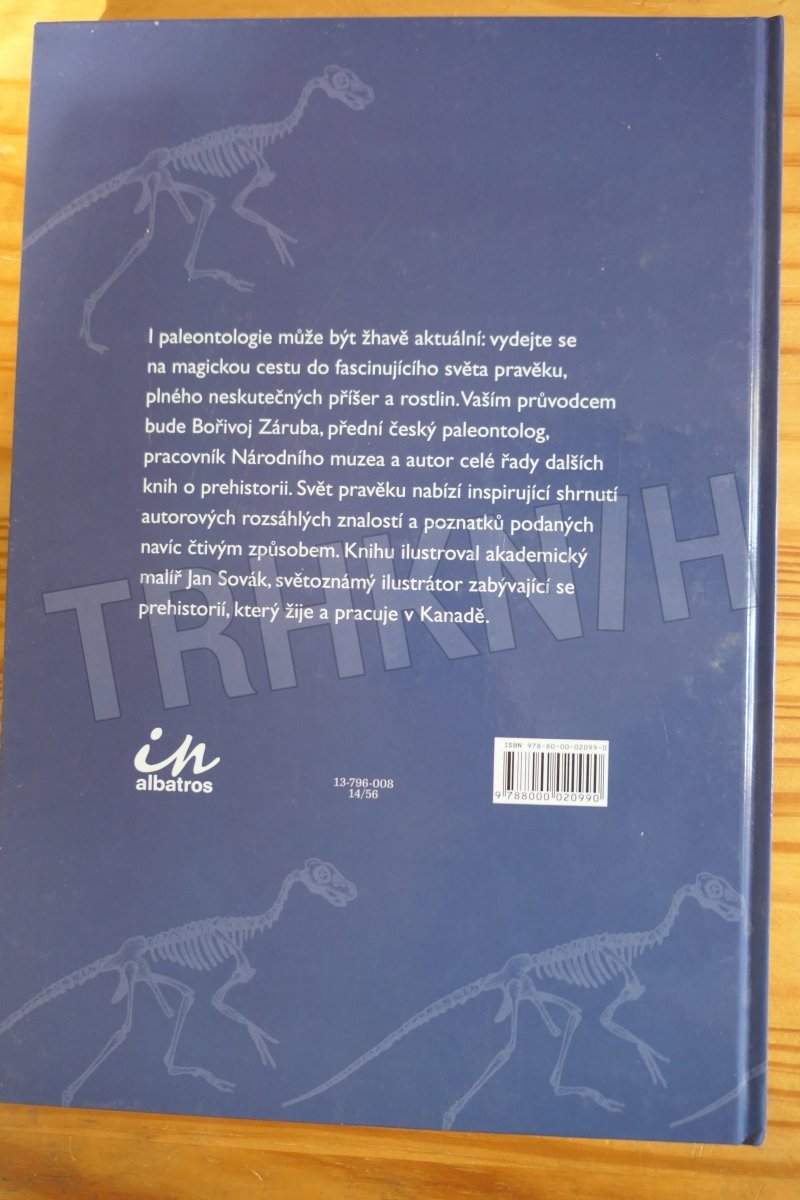 I paleontologie může být žhavě aktuální: vydejte se
na magickou cestu do fascinujícího světa pravěku,
plného neskutečných příšer a rostlin. Vaším průvodcem
bude Bořivoj Záruba, přední český paleontolog,
pracovník Národního muzea a autor celé řady dalších
knih o prehistorii. Svět pravěku nabízí inspirující shrnutí
autorových rozsáhlých znalostí a poznatků podaných
navíc čtivým způsobem. Knihu ilustroval akademický
malíř Jan Sovák, světoznámý ilustrátor zabývající se
prehistorií, který žije a pracuje v Kanadě.
TRHKNIH
in
albatros
13-796-008
14/56
ISBN 978-80-00-02099-0
9 788000 020990